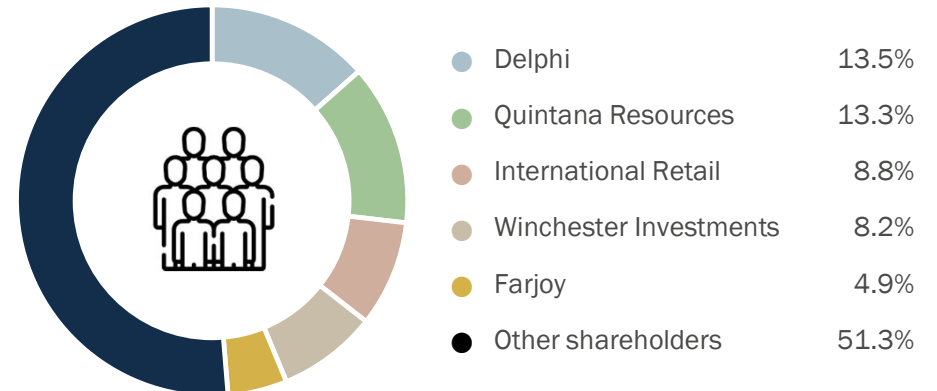 Delphi 13.5%
Quintana Resources 13.3%
International Retail 8.8%
Winchester Investments 8.2%
Farjoy 4.9%
Other shareholders 51.3%